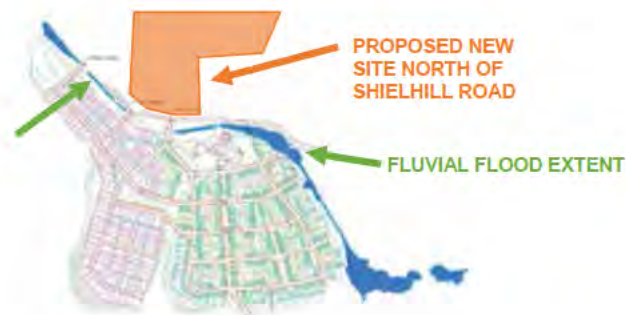 PROPOSED NEW
SITE NORTH OF
SHIELHILL ROAD
FLUVIAL FLOOD EXTENT